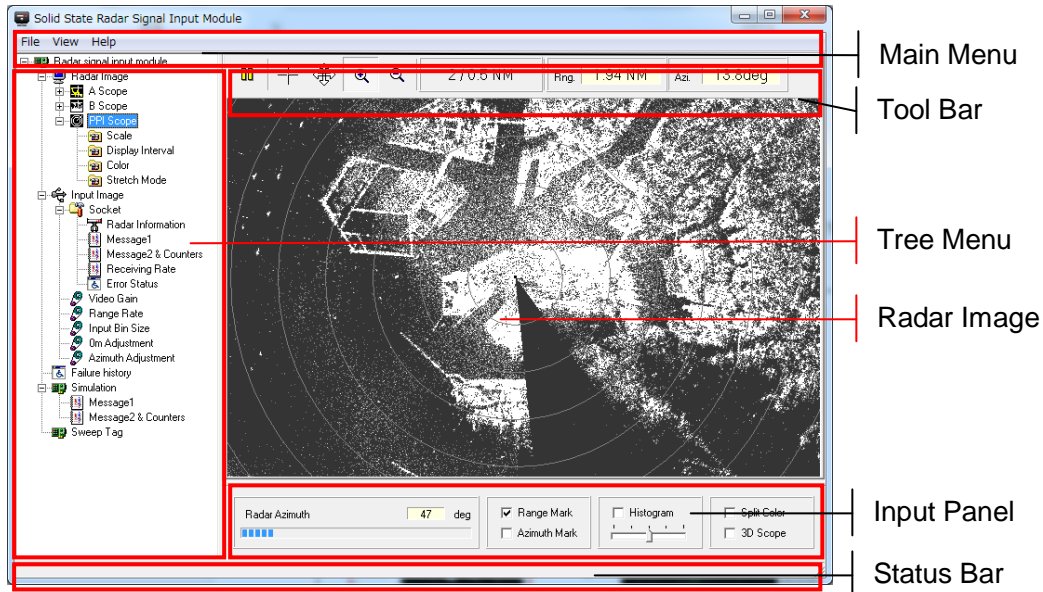 Solid State Radar Signal Input Module
File View Help
Main Menu
Radar signal input module
2 / 0.5 NM
Rng. 1.94 NM
Azi. 13.8deg
Tool Bar
Radar Image
A Scope
B Scope
PPI Scope
Scale
Display Interval
Color
Stretch Mode
Input Image
Socket
Radar Information
Message1
Message2 & Counters
Receiving Rate
Error Status
Video Gain
Range Rate
Input Bin Size
0m Adjustment
Azimuth Adjustment
Failure history
Simulation
Message1
Message2 & Counters
Sweep Tag
Tree Menu
Radar Image
Radar Azimuth 47 deg
Range Mark
Azimuth Mark
Histogram
Split Color
3D Scope
Input Panel
Status Bar